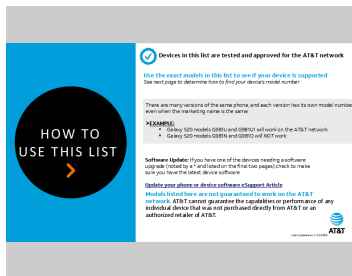 Devices in this list are tested and approved for the AT&T network
Use the exact models in this list to see if your device is supported
See next page to determine how to find your device's model number
There are many versions of the same phone, and each version has its own model number
even when the marketing name is the same.
➤EXAMPLE:
• Galaxy S20 models G981U and G981U1 will work on the AT&T network
• Galaxy S20 models G981N and G981O will NOT work
HOW TO
USE THIS LIST
Software Update: If you have one of the devices needing a software
upgrade (noted by a * and listed on the final two pages) check to make
sure you have the latest device software.
Update your phone or device software eSupport Article
Models listed here are not guaranteed to work on the AT&T
network. AT&T cannot guarantee the capabilities or performance of any
individual device that was not purchased directly from AT&T or an
authorized retailer of AT&T.
AT&T